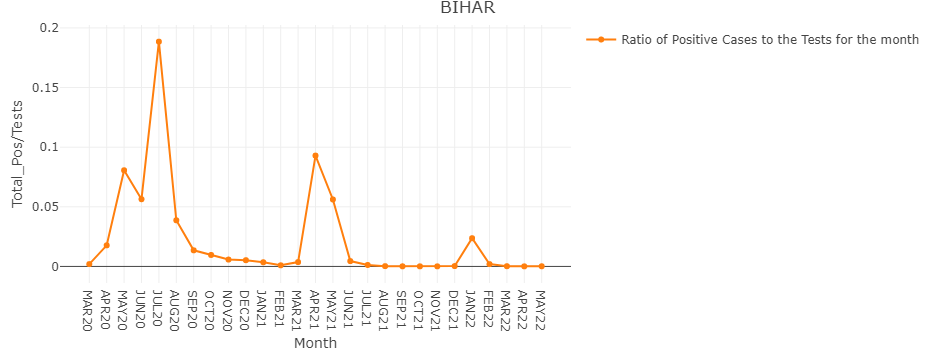 BIHAR
0.2
0.15
0.1
0.05
0
Total_Pos/Tests
MAR20
APR20
MAY20
JUN20
JUL20
AUG20
SEP20
OCT20
NOV20
DEC20
JAN21
FEB21
MAR21
APR21
MAY21
JUN21
JUL21
AUG21
SEP21
OCT21
NOV21
DEC21
JAN22
FEB22
MAR22
APR22
MAY22
Month
Ratio of Positive Cases to the Tests for the month